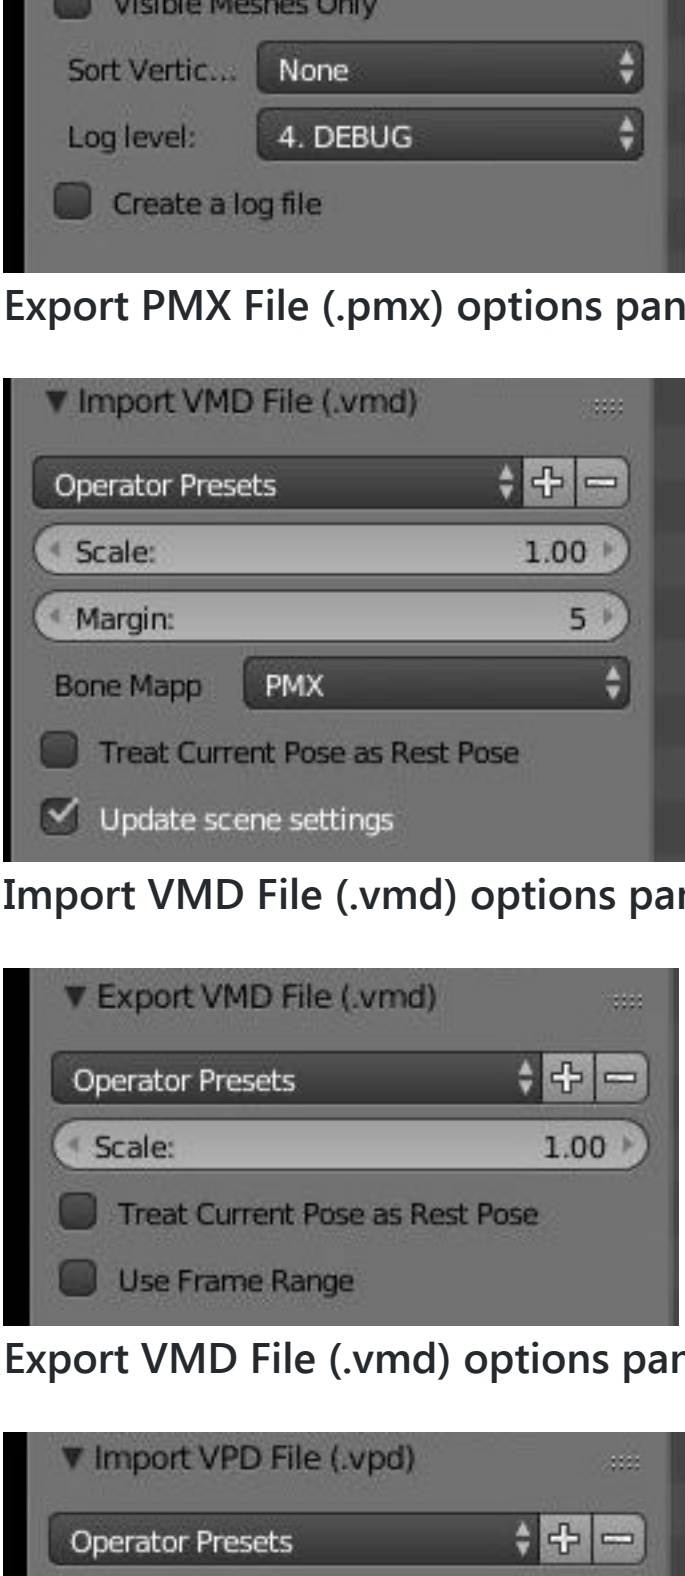 Visible Meshes Only
Sort Vertic... None
Log level: 4. DEBUG
Create a log file
Export PMX File (.pmx) options pan
Import VMD File (.vmd)
Operator Presets
Scale: 1.00
Margin: 5
Bone Mapp PMX
Treat Current Pose as Rest Pose
Update scene settings
Import VMD File (.vmd) options pan
Export VMD File (.vmd)
Operator Presets
Scale: 1.00
Treat Current Pose as Rest Pose
Use Frame Range
Export VMD File (.vmd) options pan
Import VPD File (.vpd)
Operator Presets